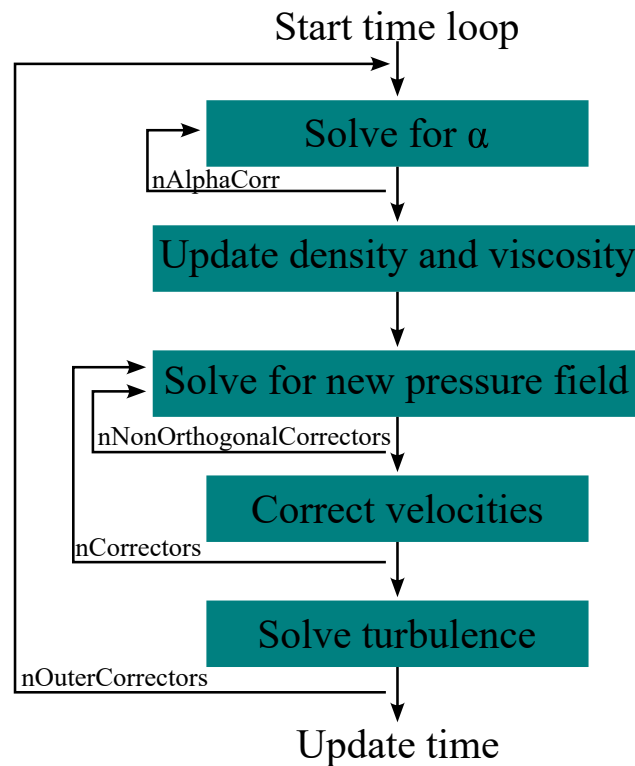 Start time loop
Solve for α
nAlphaCorr
Update density and viscosity
Solve for new pressure field
nNonOrthogonalCorrectors
Correct velocities
nCorrectors
Solve turbulence
nOuterCorrectors
Update time